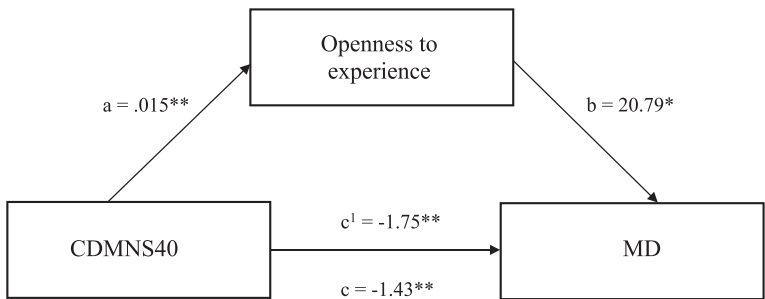 Openness to
experience
a = .015**
b = 20.79*
CDMNS40
c¹ = -1.75**
MD
c = -1.43**